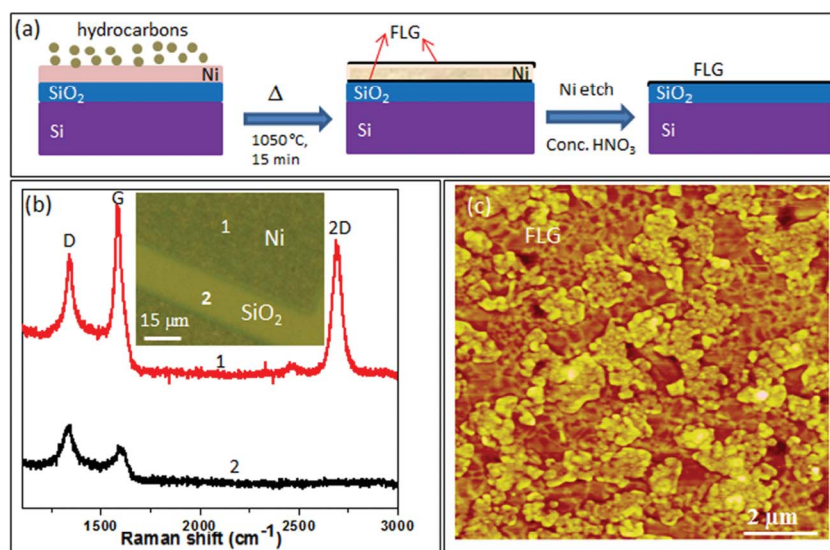 (a)
hydrocarbons
Ni
SiO₂
Si
Δ
1050 °C,
15 min
FLG
Ni
SiO₂
Si
Ni etch
Conc. HNO₃
FLG
SiO₂
Si
(b)
D
G
2D
1
Ni
2
SiO₂
15 µm
1
2
1500
2000
2500
3000
Raman shift (cm⁻¹)
(c)
FLG
2 µm